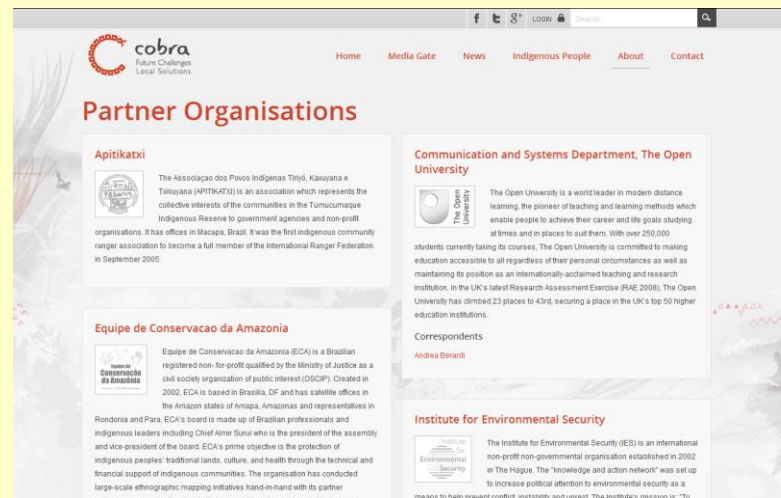 f t g+ LOGIN Search
cobra
Future Challenges
Local Solutions
Home Media Gate News Indigenous People About Contact
Partner Organisations
Apitikatxi
The Associaçao dos Povos Indígenas Tiriyó, Kaxuyana e
Txikuyana (APITIKATXI) is an association which represents the
collective interests of the communities in the Tumucumaque
Indigenous Reserve to government agencies and non-profit
organisations. It has offices in Macapa, Brazil. It was the first indigenous community
ranger association to become a full member of the International Ranger Federation
in September 2005.
Equipe de Conservacao da Amazonia
Equipe de
Conservação
da Amazônia
Equipe de Conservacao da Amazonia (ECA) is a Brazilian
registered non- for-profit qualified by the Ministry of Justice as a
civil society organization of public interest (OSCIP). Created in
2002, ECA is based in Brasilia, DF and has satellite offices in
the Amazon states of Amapa, Amazonas and representatives in
Rondonia and Para. ECA's board is made up of Brazilian professionals and
indigenous leaders including Chief Almir Surui who is the president of the assembly
and vice-president of the board. ECA's prime objective is the protection of
indigenous peoples' traditional lands, culture, and health through the technical and
financial support of indigenous communities. The organisation has conducted
large-scale ethnographic mapping initiatives hand-in-hand with its partner
Communication and Systems Department, The Open
University
The Open
University
The Open University is a world leader in modern distance
learning, the pioneer of teaching and learning methods which
enable people to achieve their career and life goals studying
at times and in places to suit them. With over 250,000
students currently taking its courses, The Open University is committed to making
education accessible to all regardless of their personal circumstances as well as
maintaining its position as an internationally-acclaimed teaching and research
institution. In the UK's latest Research Assessment Exercise (RAE 2008), The Open
University has climbed 23 places to 43rd, securing a place in the UK's top 50 higher
education institutions.
Correspondents
Andrea Berardi
Institute for Environmental Security
Institute
for
Environmental
Security
The Institute for Environmental Security (IES) is an international
non-profit non-governmental organisation established in 2002
in The Hague. The "knowledge and action network" was set up
to increase political attention to environmental security as a
means to help prevent conflict, instability and unrest. The Institute's mission is: "To